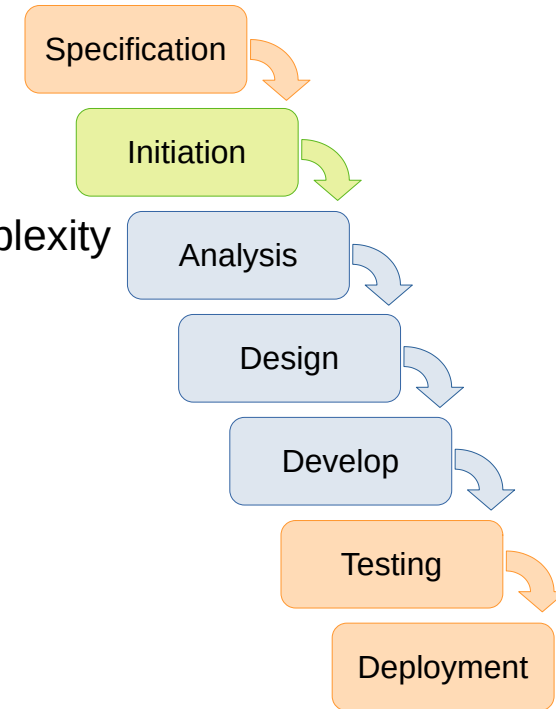 Specification
Initiation
plexity
Analysis
Design
Develop
Testing
Deployment